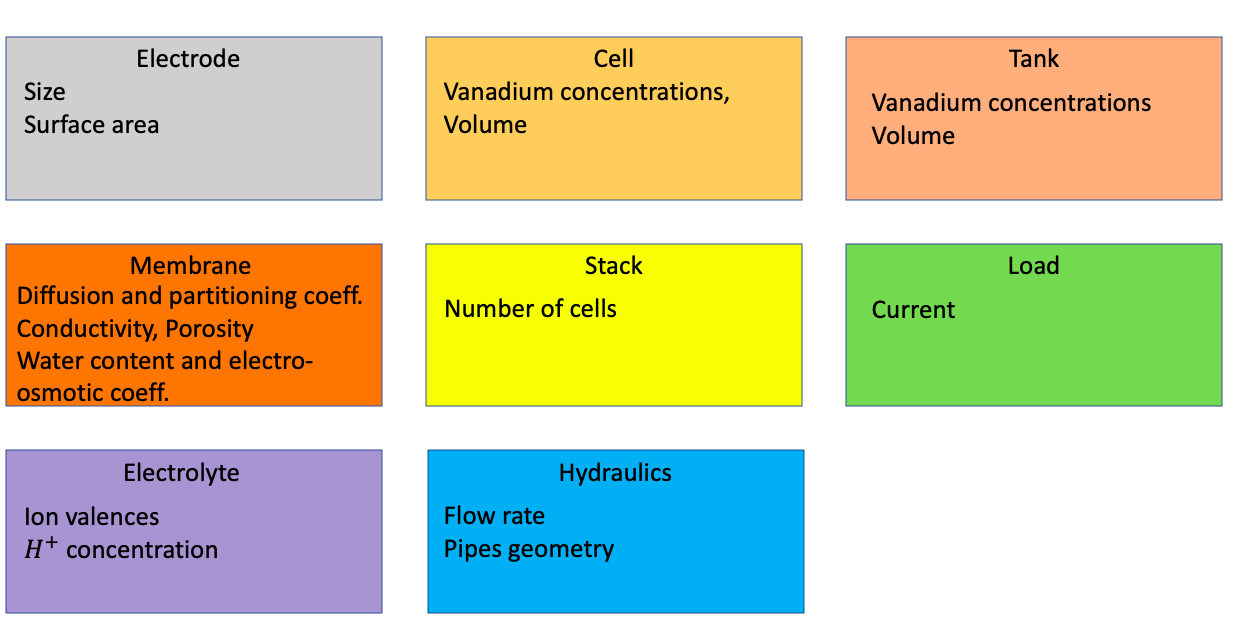 Electrode
Size
Surface area
Cell
Vanadium concentrations,
Volume
Tank
Vanadium concentrations
Volume
Membrane
Diffusion and partitioning coeff.
Conductivity, Porosity
Water content and electro-
osmotic coeff.
Stack
Number of cells
Load
Current
Electrolyte
Ion valences
H⁺ concentration
Hydraulics
Flow rate
Pipes geometry